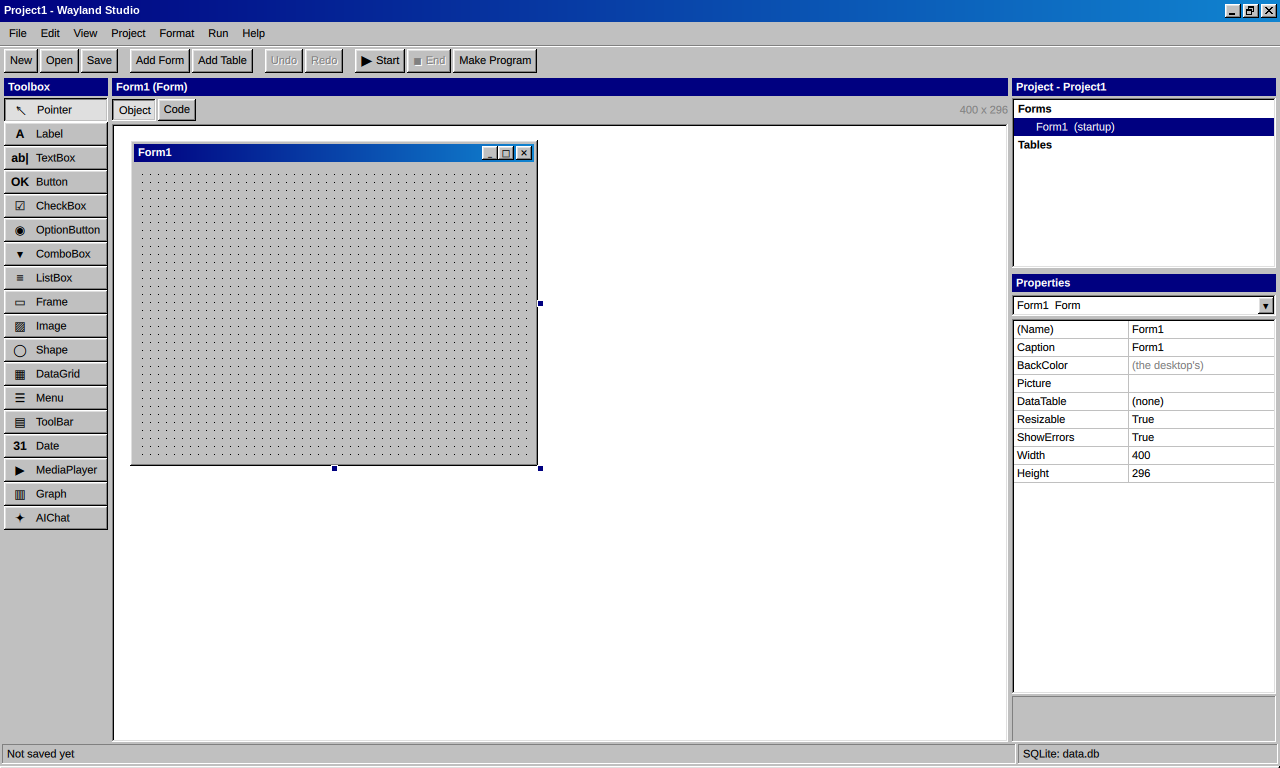 Project1 - Wayland Studio
File Edit View Project Format Run Help
New Open Save Add Form Add Table Undo Redo Start End Make Program
Toolbox
Pointer
A Label
ab| TextBox
OK Button
CheckBox
OptionButton
ComboBox
ListBox
Frame
Image
Shape
DataGrid
Menu
ToolBar
31 Date
MediaPlayer
Graph
AIChat
Form1 (Form)
Object Code 400 x 296
Form1
Project - Project1
Forms
Form1 (startup)
Tables
Properties
Form1 Form
(Name) Form1
Caption Form1
BackColor (the desktop's)
Picture
DataTable (none)
Resizable True
ShowErrors True
Width 400
Height 296
Not saved yet
SQLite: data.db